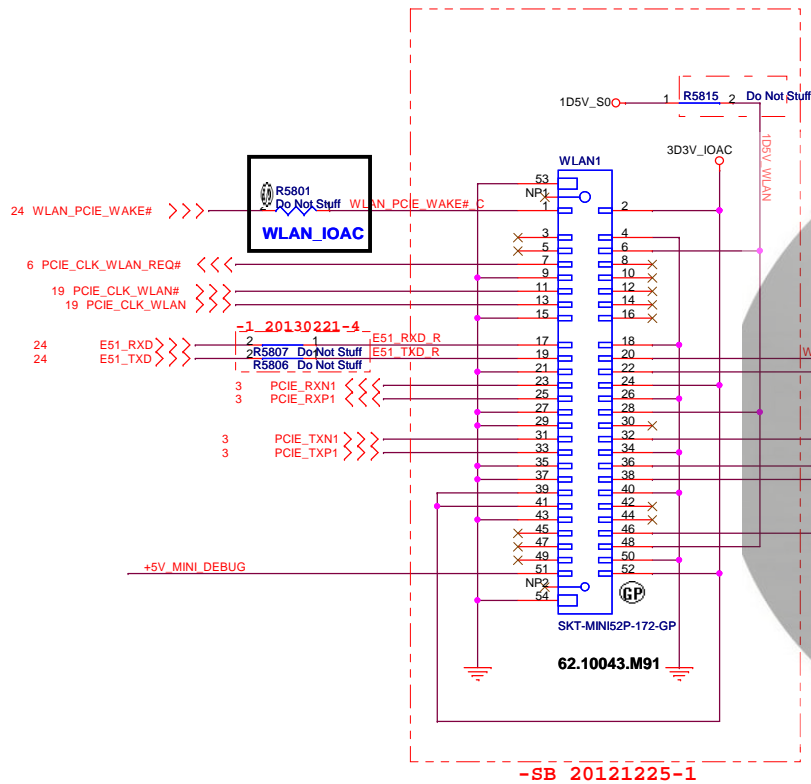 1D5V_S0
1 R5815 2 Do Not Stuff
3D3V_IOAC
1D5V_WLAN
WLAN1
R5801
2 Do Not Stuff
WLAN_IOAC
24 WLAN_PCIE_WAKE#
WLAN_PCIE_WAKE#_C
6 PCIE_CLK_WLAN_REQ#
19 PCIE_CLK_WLAN#
19 PCIE_CLK_WLAN
-1 20130221-4
24 E51_RXD
2 1 E51_RXD_R
R5807 Do Not Stuff
24 E51_TXD
2 1 E51_TXD_R
R5806 Do Not Stuff
3 PCIE_RXN1
3 PCIE_RXP1
3 PCIE_TXN1
3 PCIE_TXP1
+5V_MINI_DEBUG
53
NP1
1 2
3 4
5 6
7 8
9 10
11 12
13 14
15 16
17 18
19 20
21 22
23 24
25 26
27 28
29 30
31 32
33 34
35 36
37 38
39 40
41 42
43 44
45 46
47 48
49 50
51 52
NP2
54
W
GP
SKT-MINI52P-172-GP
62.10043.M91
-SB 20121225-1